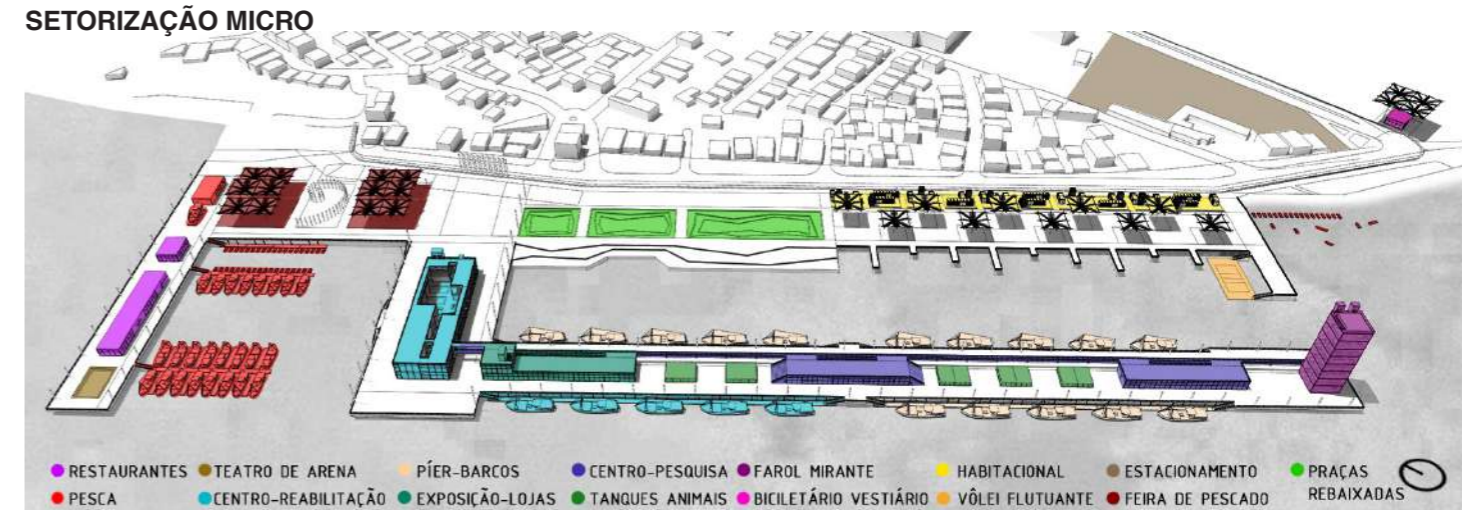 SETORIZAÇÃO MICRO
RESTAURANTES TEATRO DE ARENA PÍER-BARCOS CENTRO-PESQUISA FAROL MIRANTE HABITACIONAL ESTACIONAMENTO PRAÇAS REBAIXADAS
PESCA CENTRO-REABILITAÇÃO EXPOSIÇÃO-LOJAS TANQUES ANIMAIS BICILETÁRIO VESTIÁRIO VÔLEI FLUTUANTE FEIRA DE PESCADO